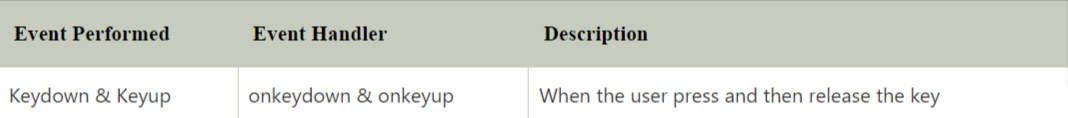 Event Performed Event Handler Description
Keydown & Keyup onkeydown & onkeyup When the user press and then release the key